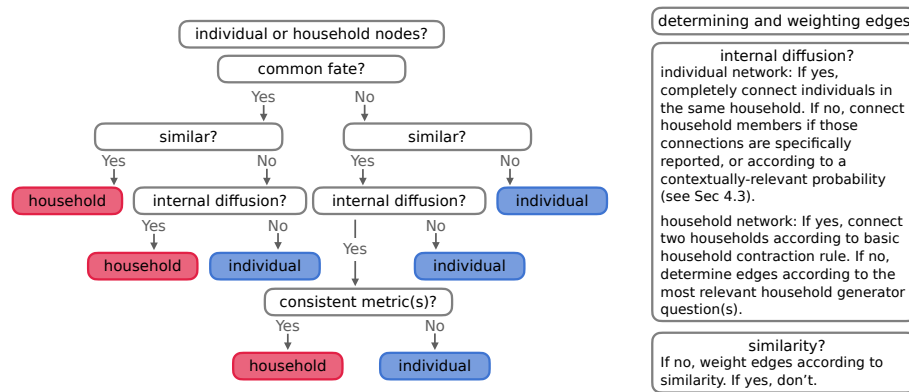 individual or household nodes?
common fate?
Yes
No
similar?
similar?
Yes
No
Yes
No
household
internal diffusion?
internal diffusion?
individual
Yes
No
Yes
No
household
individual
individual
consistent metric(s)?
Yes
No
household
individual
determining and weighting edges
internal diffusion?
individual network: If yes,
completely connect individuals in
the same household. If no, connect
household members if those
connections are specifically
reported, or according to a
contextually-relevant probability
(see Sec 4.3).
household network: If yes, connect
two households according to basic
household contraction rule. If no,
determine edges according to the
most relevant household generator
question(s).
similarity?
If no, weight edges according to
similarity. If yes, don't.